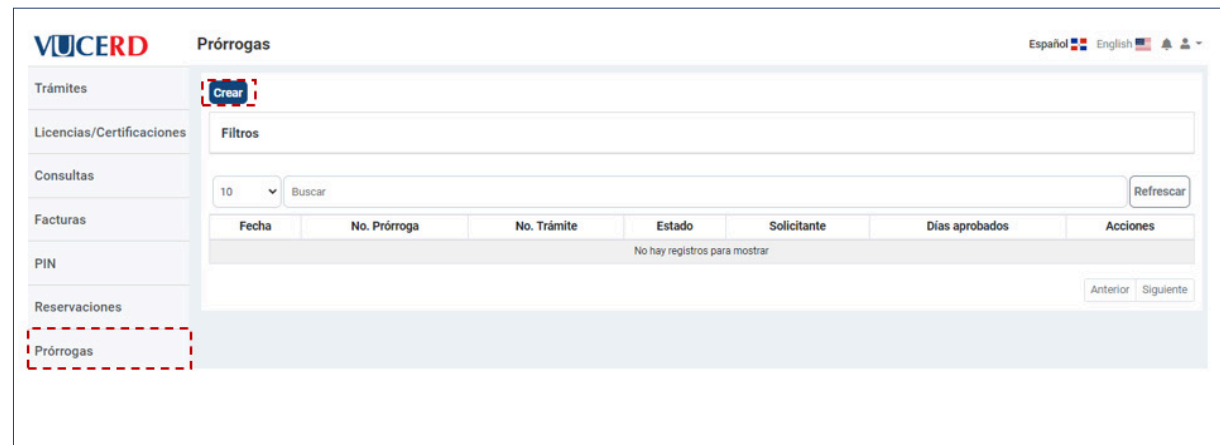 VUCERD
Prórrogas
Español English
Trámites
Crear
Licencias/Certificaciones
Filtros
Consultas
10 Buscar Refrescar
Facturas
Fecha No. Prórroga No. Trámite Estado Solicitante Días aprobados Acciones
No hay registros para mostrar
PIN
Anterior Siguiente
Reservaciones
Prórrogas